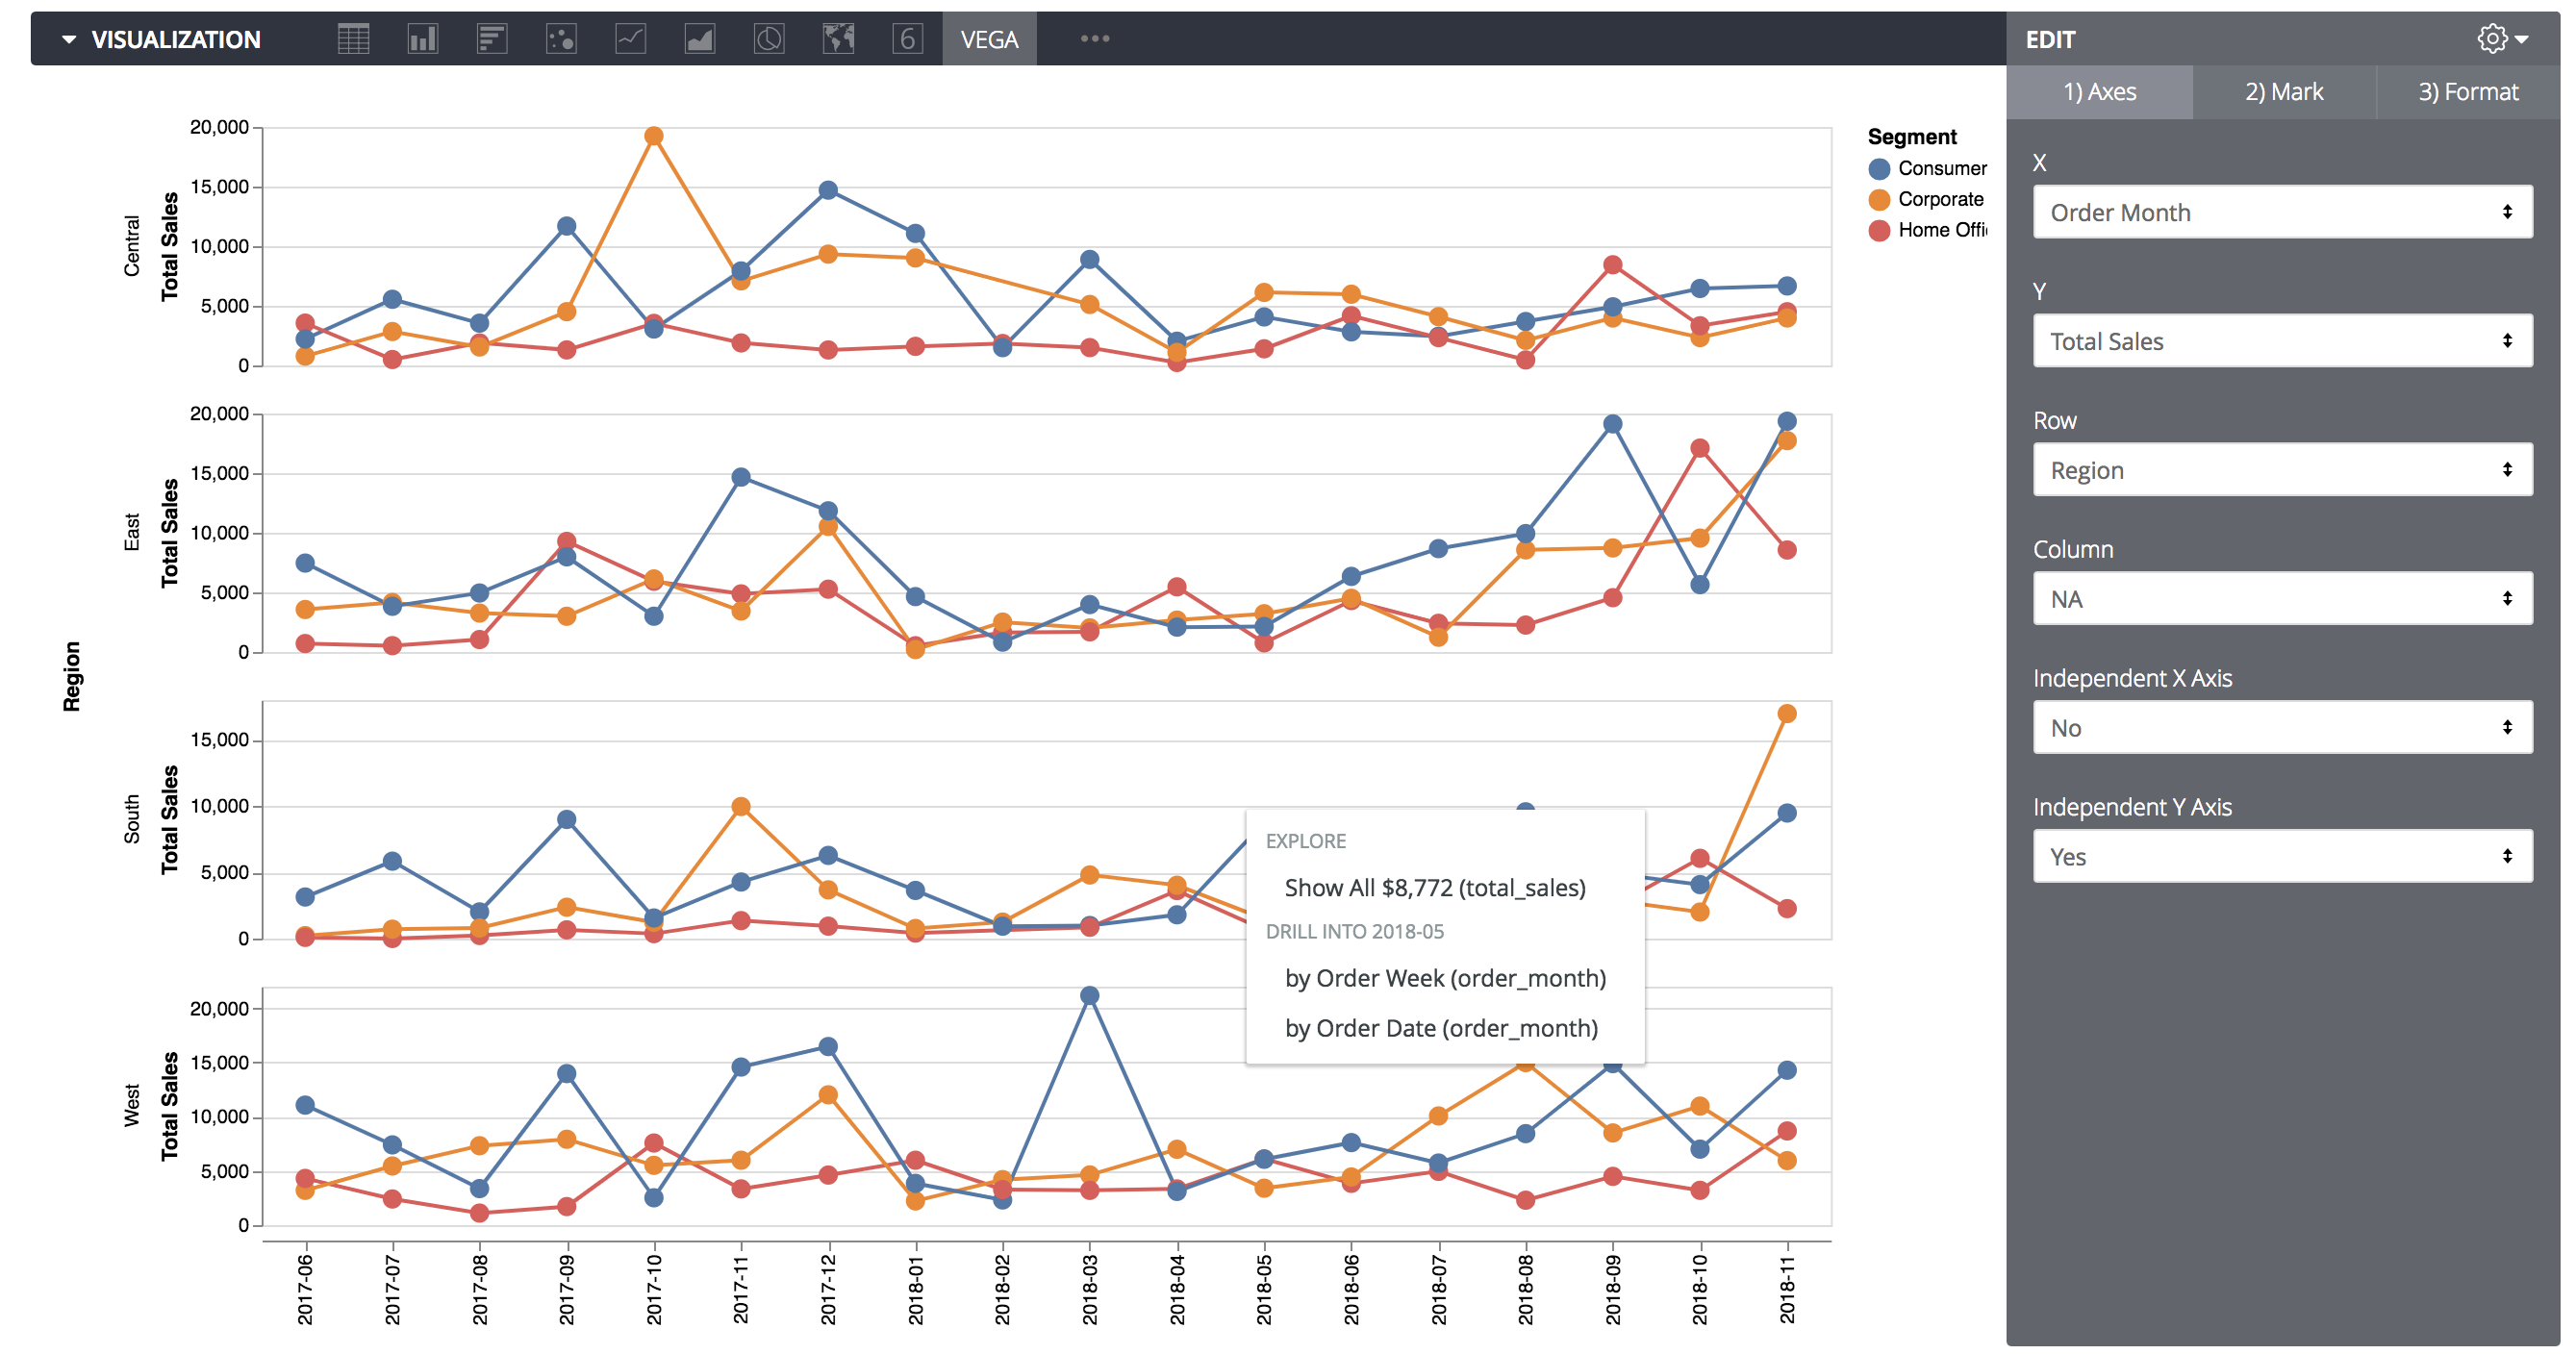 VISUALIZATION 6 VEGA
EDIT
1) Axes 2) Mark 3) Format
X
Order Month
Y
Total Sales
Row
Region
Column
NA
Independent X Axis
No
Independent Y Axis
Yes
Segment
Consumer
Corporate
Home Offi
Region
Central
Total Sales
20,000
15,000
10,000
5,000
0
East
Total Sales
20,000
15,000
10,000
5,000
0
South
Total Sales
15,000
10,000
5,000
0
West
Total Sales
20,000
15,000
10,000
5,000
0
EXPLORE
Show All $8,772 (total_sales)
DRILL INTO 2018-05
by Order Week (order_month)
by Order Date (order_month)
2017-06
2017-07
2017-08
2017-09
2017-10
2017-11
2017-12
2018-01
2018-02
2018-03
2018-04
2018-05
2018-06
2018-07
2018-08
2018-09
2018-10
2018-11